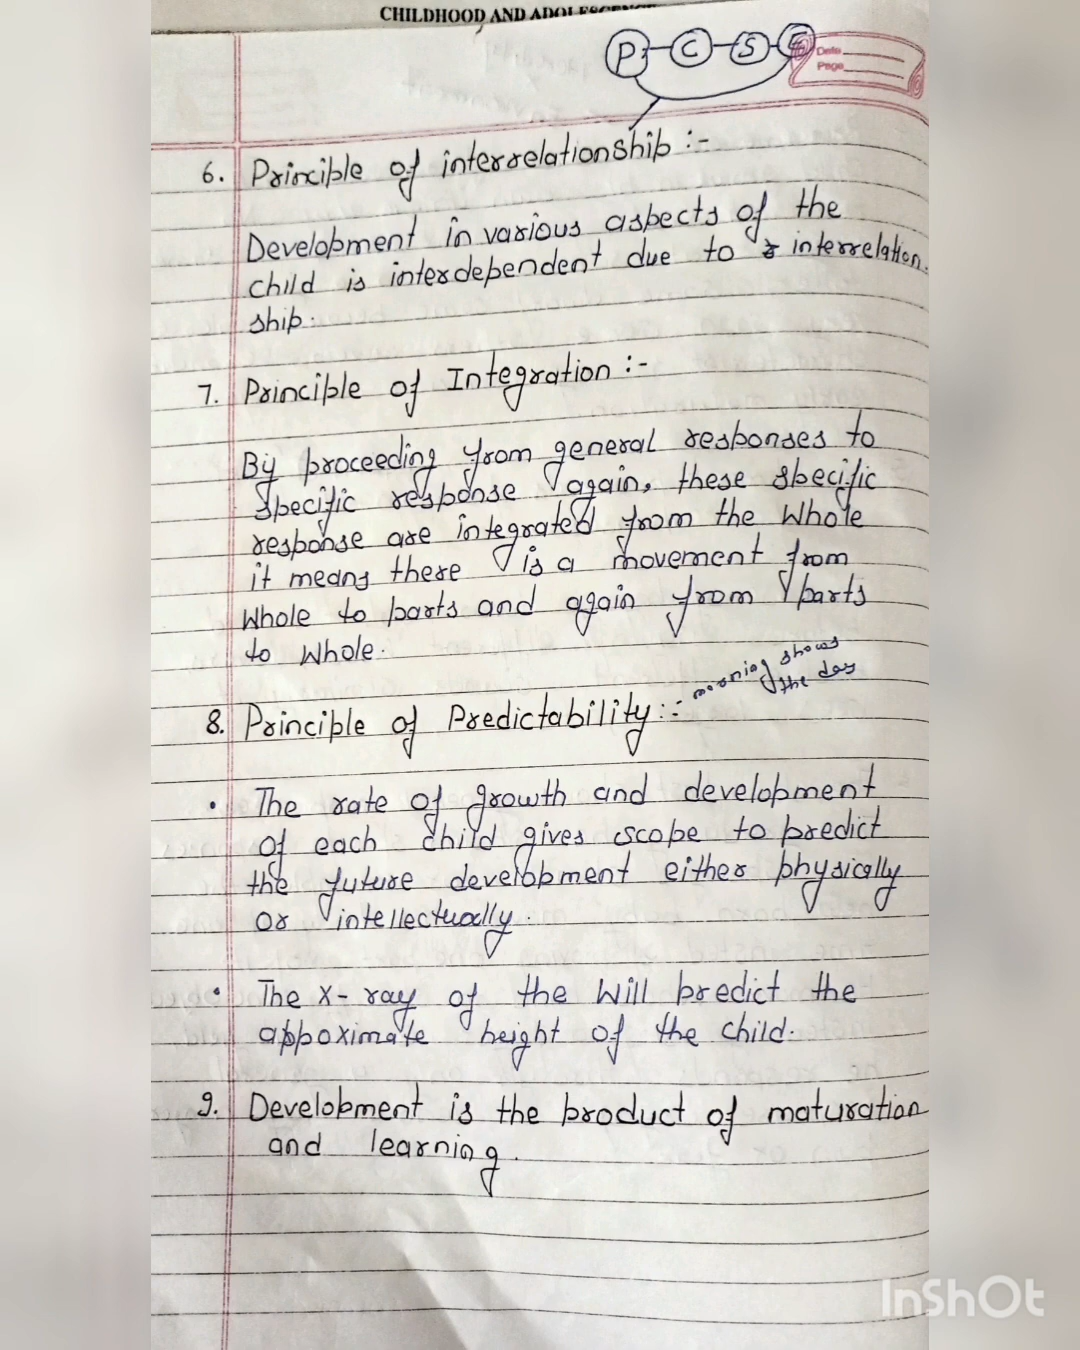 CHILDHOOD AND ADOLESCENCE
P C S E
Date
Page
6. Principle of interrelationship :-
Development in various aspects of the
child is interdependent due to interrelation
ship.
7. Principle of Integration :-
By proceeding from general responses to
specific response again, these specific
response are integrated from the whole
it means there is a movement from
whole to parts and again from parts
to whole.
morning shows
the day
8. Principle of Predictability :-
• The rate of growth and development
of each child gives scope to predict
the future development either physically
or intellectually.
• The X-ray of the will predict the
appoximate height of the child.
9. Development is the product of maturation
and learning.
InShOt